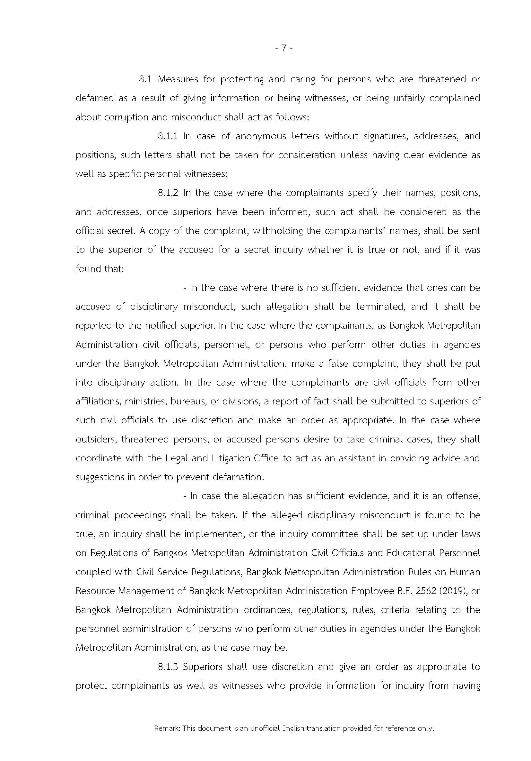 - 7 -
8.1 Measures for protecting and caring for persons who are threatened or
defamed as a result of giving information or being witnesses, or being unfairly complained
about corruption and misconduct shall act as follows:
8.1.1 In case of anonymous letters without signatures, addresses, and
positions, such letters shall not be taken for consideration unless having clear evidence as
well as specific personal witnesses;
8.1.2 In the case where the complainants specify their names, positions,
and addresses, once superiors have been informed, such act shall be considered as the
official secret. A copy of the complaint, withholding the complainants' names, shall be sent
to the superior of the accused for a secret inquiry whether it is true or not, and if it was
found that:
- In the case where there is no sufficient evidence that ones can be
accused of disciplinary misconduct, such allegation shall be terminated, and it shall be
reported to the notified superior. In the case where the complainants, as Bangkok Metropolitan
Administration civil officials, personnel, or persons who perform other duties in agencies
under the Bangkok Metropolitan Administration, make a false complaint, they shall be put
into disciplinary action. In the case where the complainants are civil officials from other
affiliations, ministries, bureaus, or divisions, a report of fact shall be submitted to superiors of
such civil officials to use discretion and make an order as appropriate. In the case where
outsiders, threatened persons, or accused persons desire to take criminal cases, they shall
coordinate with the Legal and Litigation Office to act as an assistant in providing advice and
suggestions in order to prevent defamation.
- In case the allegation has sufficient evidence, and it is an offense,
criminal proceedings shall be taken. If the alleged disciplinary misconduct is found to be
true, an inquiry shall be implemented, or the inquiry committee shall be set up under laws
on Regulations of Bangkok Metropolitan Administration Civil Officials and Educational Personnel
coupled with Civil Service Regulations, Bangkok Metropolitan Administration Rules on Human
Resource Management of Bangkok Metropolitan Administration Employee B.E. 2562 (2019), or
Bangkok Metropolitan Administration ordinances, regulations, rules, criteria relating to the
personnel administration of persons who perform other duties in agencies under the Bangkok
Metropolitan Administration, as the case may be.
8.1.3 Superiors shall use discretion and give an order as appropriate to
protect complainants as well as witnesses who provide information for inquiry from having
Remark: This document is an unofficial English translation provided for reference only.